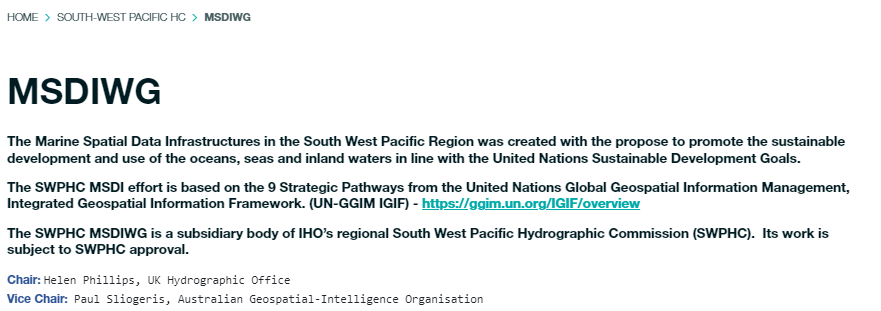 HOME > SOUTH-WEST PACIFIC HC > MSDIWG
MSDIWG
The Marine Spatial Data Infrastructures in the South West Pacific Region was created with the propose to promote the sustainable
development and use of the oceans, seas and inland waters in line with the United Nations Sustainable Development Goals.
The SWPHC MSDI effort is based on the 9 Strategic Pathways from the United Nations Global Geospatial Information Management,
Integrated Geospatial Information Framework. (UN-GGIM IGIF) - https://ggim.un.org/IGIF/overview
The SWPHC MSDIWG is a subsidiary body of IHO’s regional South West Pacific Hydrographic Commission (SWPHC).  Its work is
subject to SWPHC approval.
Chair: Helen Phillips, UK Hydrographic Office
Vice Chair: Paul Sliogeris, Australian Geospatial-Intelligence Organisation